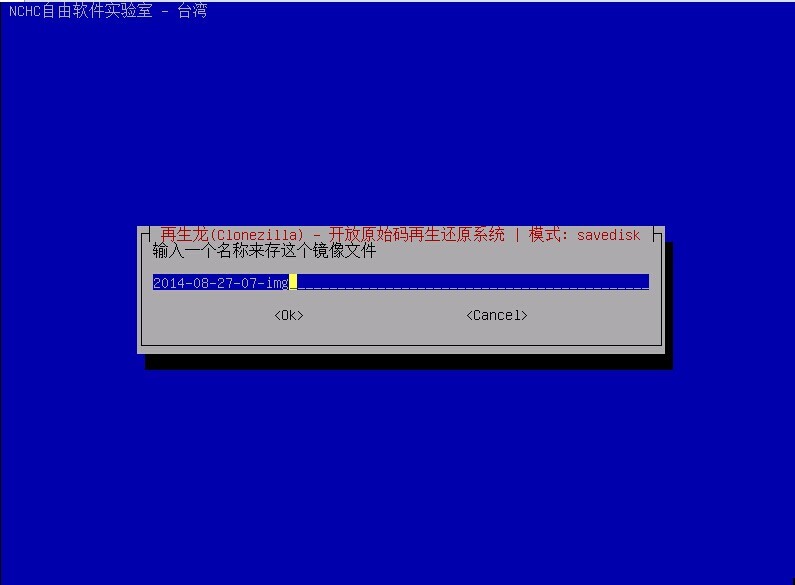 NCHC自由软件实验室 - 台湾
再生龙(Clonezilla) - 开放原始码再生还原系统 | 模式: savedisk
输入一个名称来存这个镜像文件
2014-08-27-07-img
<Ok> <Cancel>